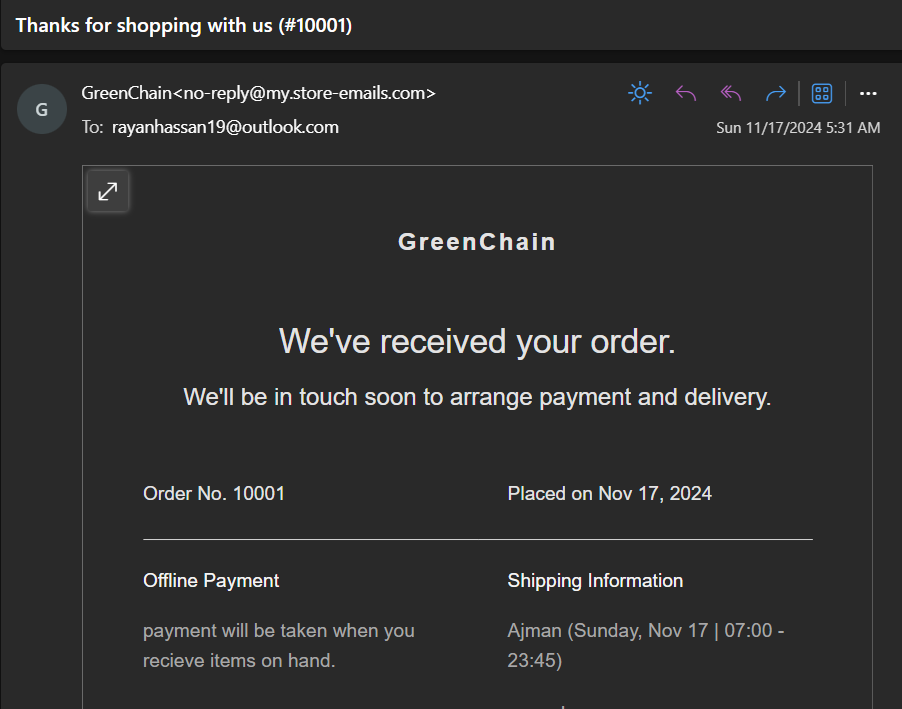 Thanks for shopping with us (#10001)
G
GreenChain<no-reply@my.store-emails.com>
To: rayanhassan19@outlook.com
Sun 11/17/2024 5:31 AM
GreenChain
We've received your order.
We'll be in touch soon to arrange payment and delivery.
Order No. 10001
Placed on Nov 17, 2024
Offline Payment
Shipping Information
payment will be taken when you
recieve items on hand.
Ajman (Sunday, Nov 17 | 07:00 -
23:45)